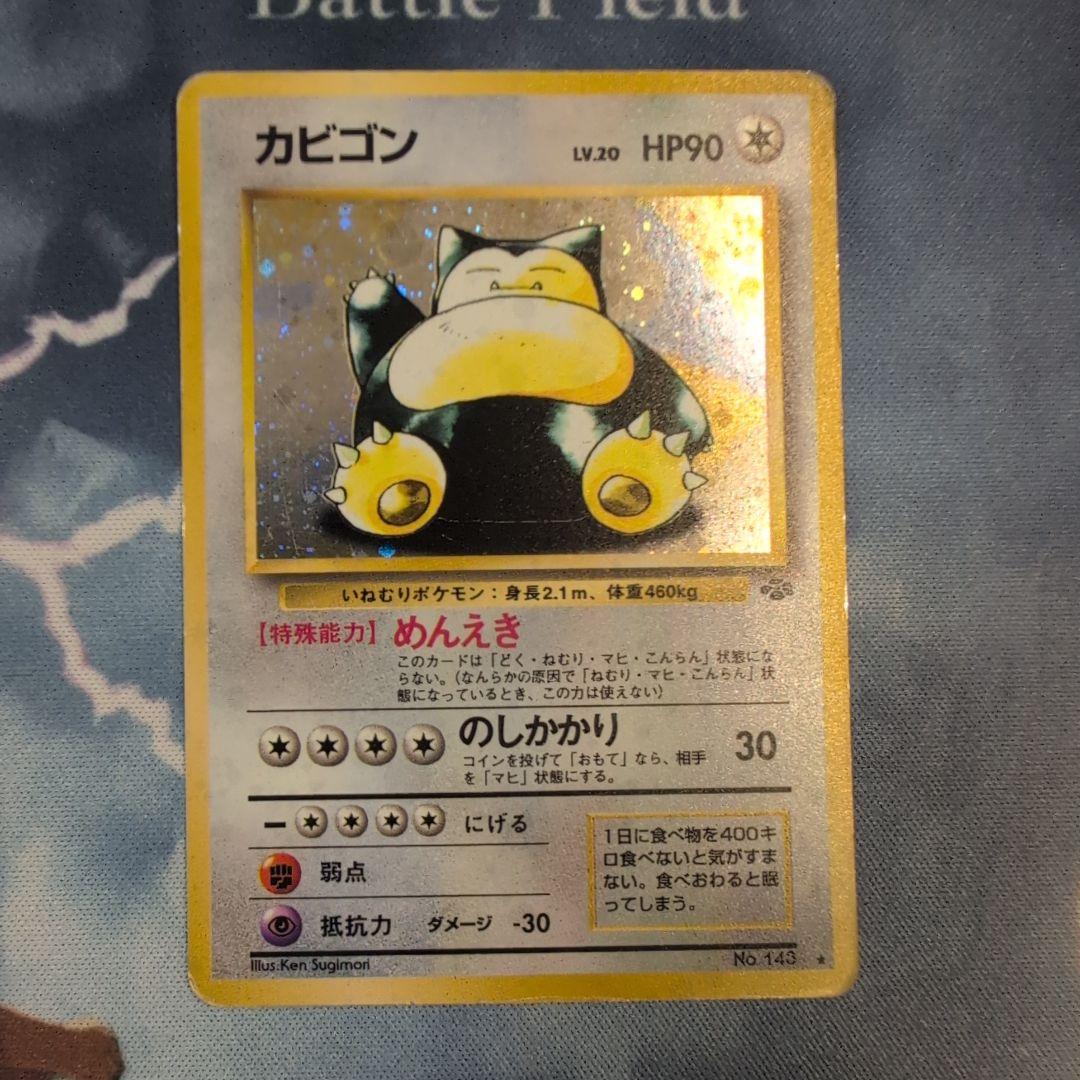 Battle Field
カビゴン
LV.20 HP90
いねむりポケモン：身長2.1m、体重460kg
【特殊能力】めんえき
このカードは「どく・ねむり・マヒ・こんらん」状態にな
らない。（なんらかの原因で「ねむり・マヒ・こんらん」状
態になっているとき、この力は使えない）
のしかかり 30
コインを投げて「おもて」なら、相手
を「マヒ」状態にする。
ー にげる
弱点
抵抗力 ダメージ -30
1日に食べ物を400キ
ロ食べないと気がすま
ない。食べおわると眠
ってしまう。
Illus.Ken Sugimori
No.143 ★